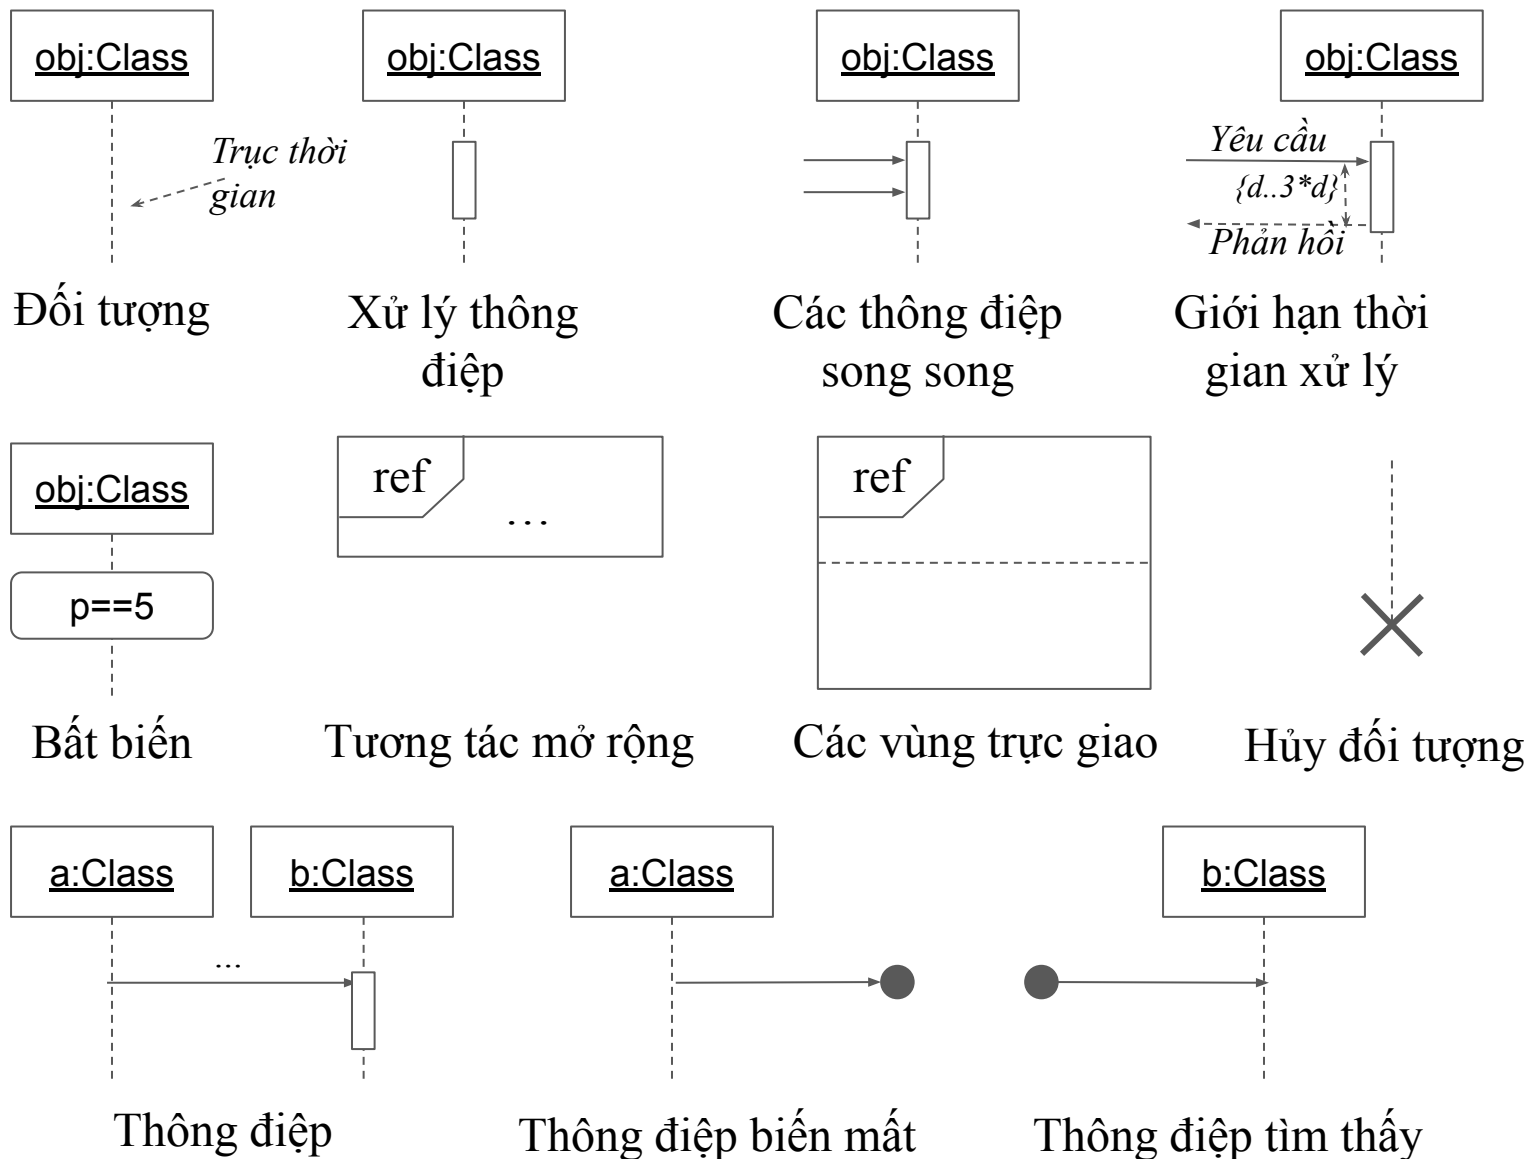 obj:Class
obj:Class
obj:Class
obj:Class
Trục thời
gian
Yêu cầu
{d..3*d}
Phản hồi
Đối tượng
Xử lý thông
điệp
Các thông điệp
song song
Giới hạn thời
gian xử lý
obj:Class
p==5
ref
...
ref
Bất biến
Tương tác mở rộng
Các vùng trực giao
Hủy đối tượng
a:Class
b:Class
a:Class
b:Class
...
Thông điệp
Thông điệp biến mất
Thông điệp tìm thấy